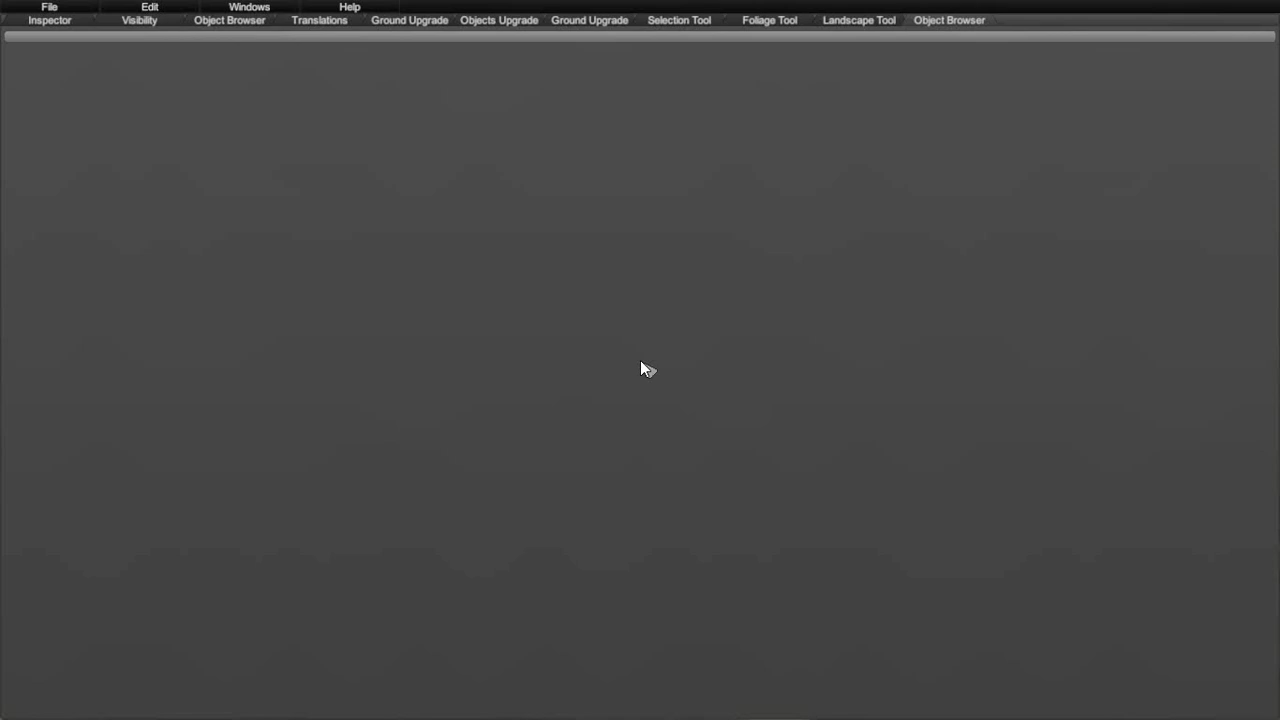 File Edit Windows Help
Inspector Visibility Object Browser Translations Ground Upgrade Objects Upgrade Ground Upgrade Selection Tool Foliage Tool Landscape Tool Object Browser